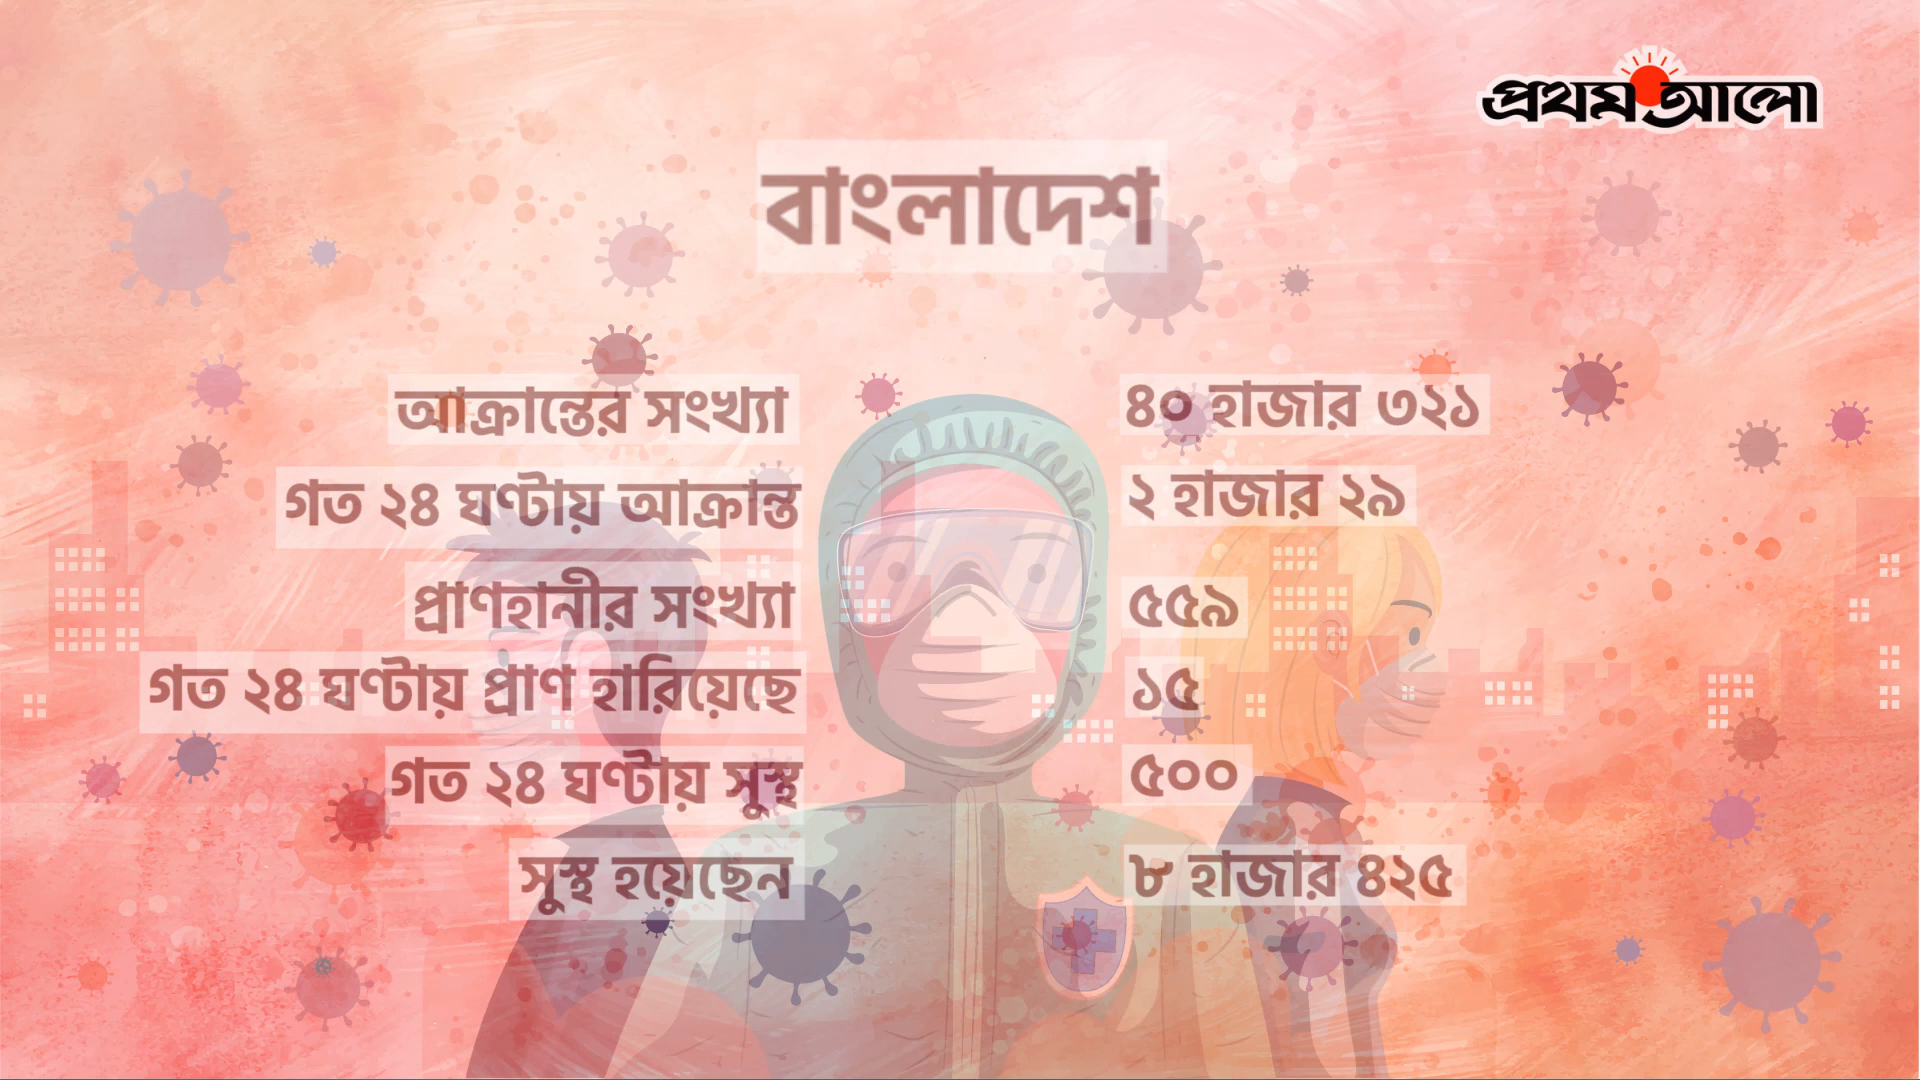 প্রথম আলো
বাংলাদেশ
আক্রান্তের সংখ্যা ৪০ হাজার ৩২১
গত ২৪ ঘণ্টায় আক্রান্ত ২ হাজার ২৯
প্রাণহানীর সংখ্যা ৫৫৯
গত ২৪ ঘণ্টায় প্রাণ হারিয়েছে ১৫
গত ২৪ ঘণ্টায় সুস্থ ৫০০
সুস্থ হয়েছেন ৮ হাজার ৪২৫